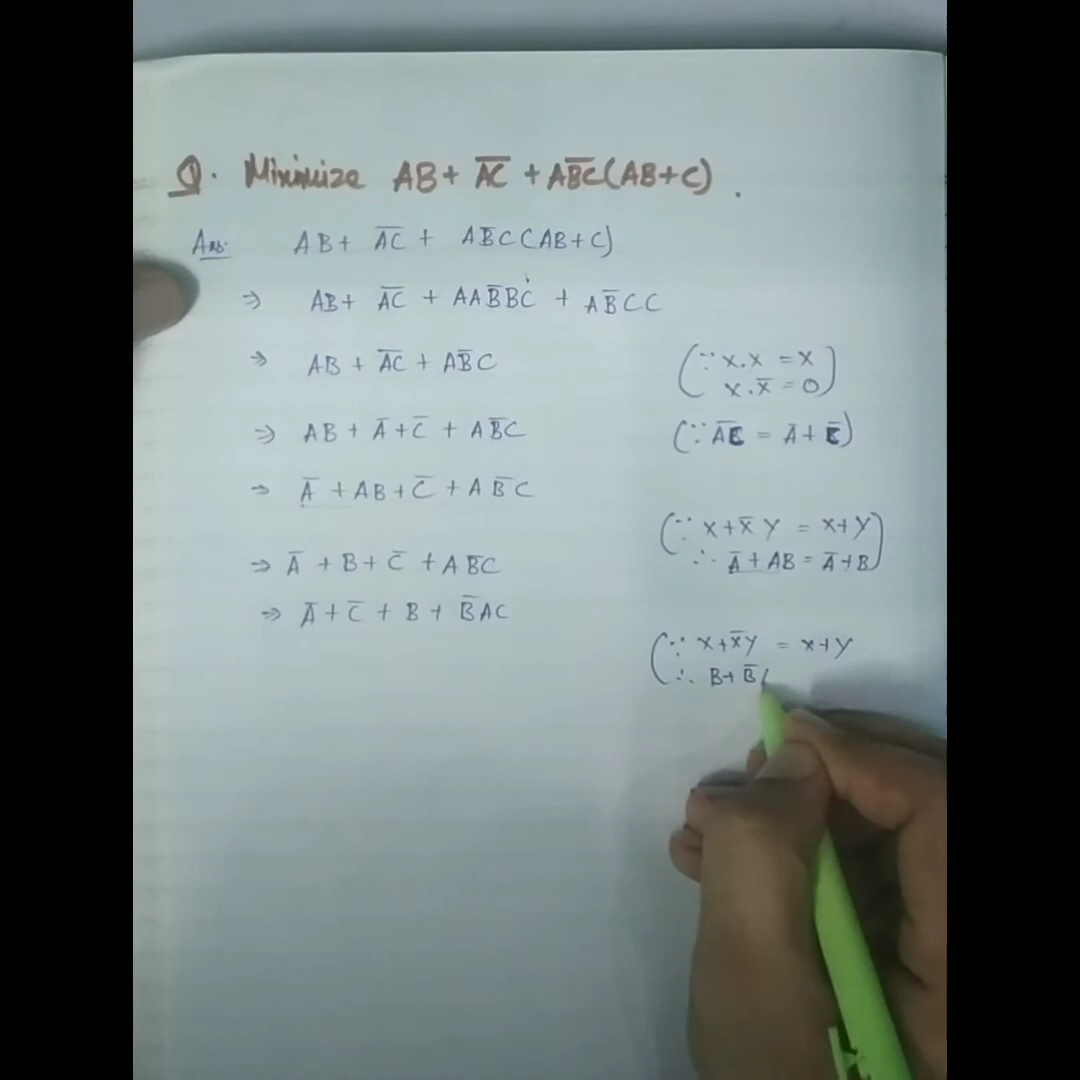 Q. Minimize AB + A̅C̅ + AB̅C(AB+C).
Ans. AB + A̅C̅ + AB̅C(AB+C)
⇒ AB + A̅C̅ + AAB̅BC + AB̅CC
⇒ AB + A̅C̅ + AB̅C
(∵ X.X = X
X.X̅ = 0)
⇒ AB + A̅ + C̅ + AB̅C
(∵ A̅C̅ = A̅ + C̅)
⇒ A̅ + AB + C̅ + AB̅C
(∵ X + X̅Y = X+Y
∴ A̅ + AB = A̅ + B)
⇒ A̅ + B + C̅ + AB̅C
⇒ A̅ + C̅ + B + B̅AC
(∵ X + X̅Y = X+Y
∴ B + B̅